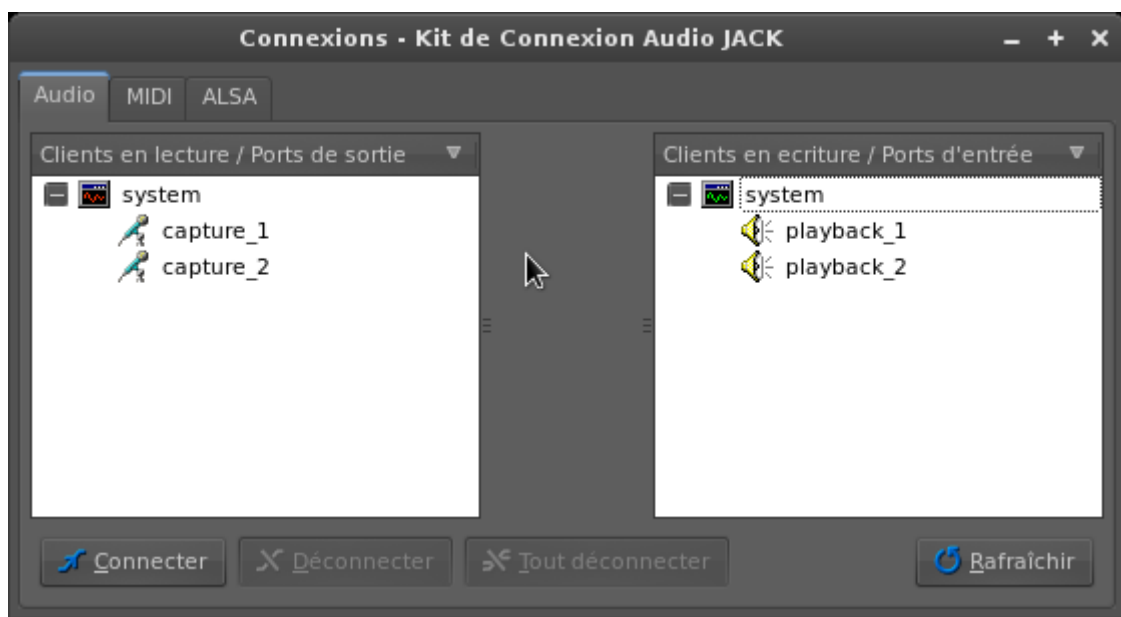 Connexions - Kit de Connexion Audio JACK
Audio MIDI ALSA
Clients en lecture / Ports de sortie
system
capture_1
capture_2
Clients en ecriture / Ports d'entrée
system
playback_1
playback_2
Connecter Déconnecter Tout déconnecter Rafraîchir